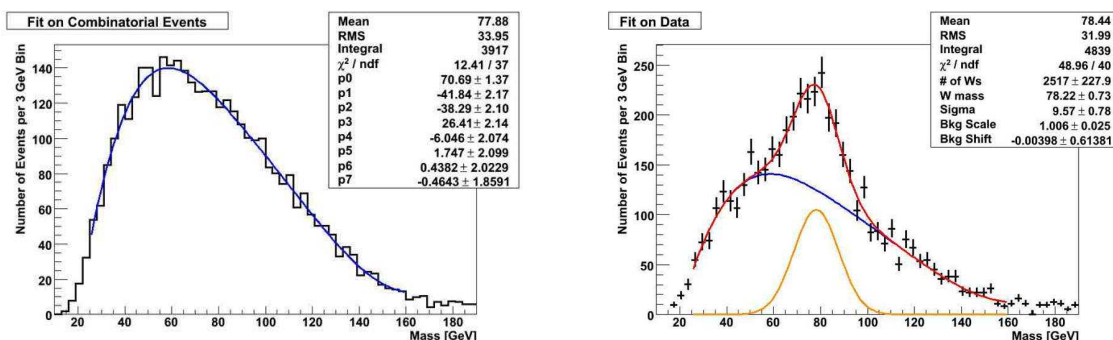 Fit on Combinatorial Events
Mean 77.88
RMS 33.95
Integral 3917
χ² / ndf 12.41 / 37
p0 70.69 ± 1.37
p1 -41.84 ± 2.17
p2 -38.29 ± 2.10
p3 26.41 ± 2.14
p4 -6.046 ± 2.074
p5 1.747 ± 2.099
p6 0.4382 ± 2.0229
p7 -0.4643 ± 1.8591
Number of Events per 3 GeV Bin
140
120
100
80
60
40
20
0
20 40 60 80 100 120 140 160 180
Mass [GeV]
Fit on Data
Mean 78.44
RMS 31.99
Integral 4839
χ² / ndf 48.96 / 40
# of Ws 2517 ± 227.9
W mass 78.22 ± 0.73
Sigma 9.57 ± 0.78
Bkg Scale 1.006 ± 0.025
Bkg Shift -0.00398 ± 0.61381
Number of Events per 3 GeV Bin
250
200
150
100
50
0
20 40 60 80 100 120 140 160 180
Mass [GeV]